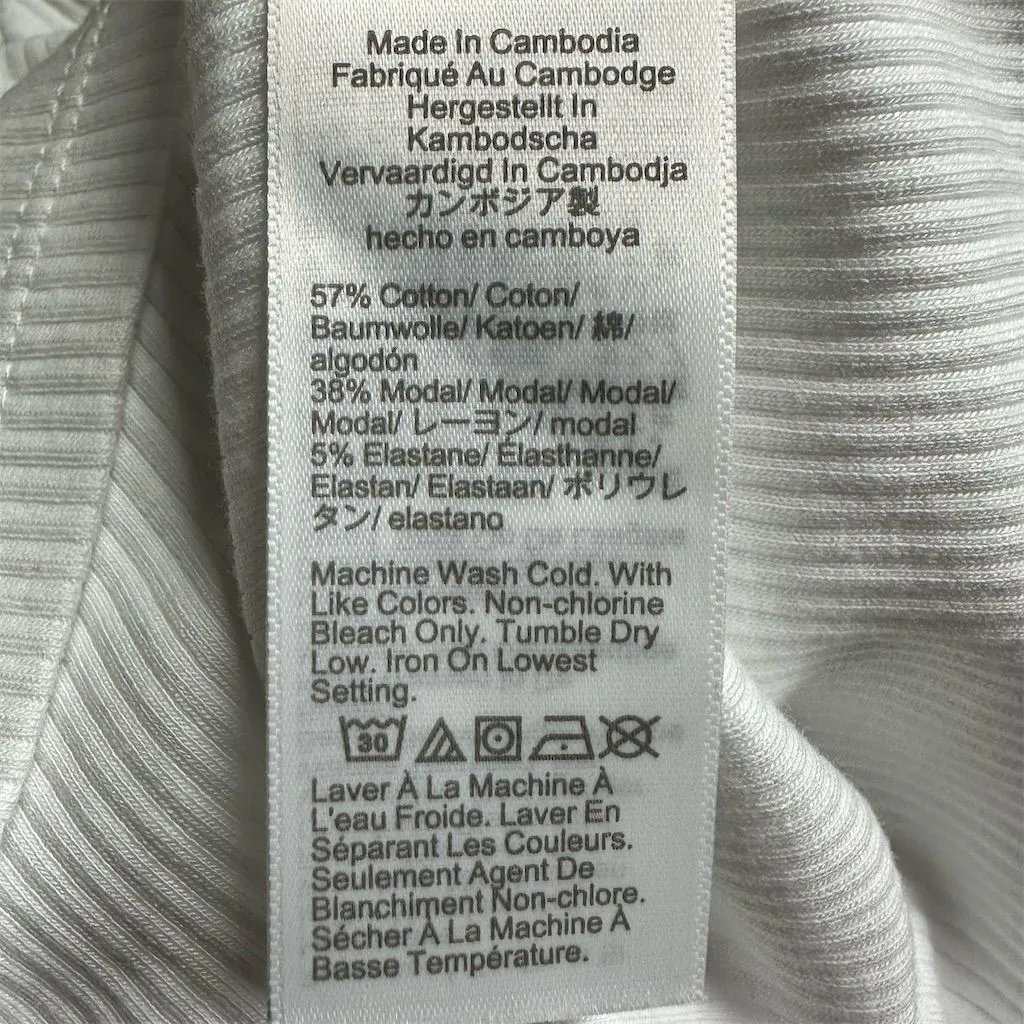 Made In Cambodia
Fabriqué Au Cambodge
Hergestellt In
Kambodscha
Vervaardigd In Cambodja
カンボジア製
hecho en camboya
57% Cotton/ Coton/
Baumwolle/ Katoen/ 綿/
algodón
38% Modal/ Modal/ Modal/
Modal/ レーヨン/ modal
5% Elastane/ Élasthanne/
Elastan/ Elastaan/ ポリウレ
タン/ elastano
Machine Wash Cold. With
Like Colors. Non-chlorine
Bleach Only. Tumble Dry
Low. Iron On Lowest
Setting.
30
Laver À La Machine À
L'eau Froide. Laver En
Séparant Les Couleurs.
Seulement Agent De
Blanchiment Non-chlore.
Sécher À La Machine À
Basse Température.